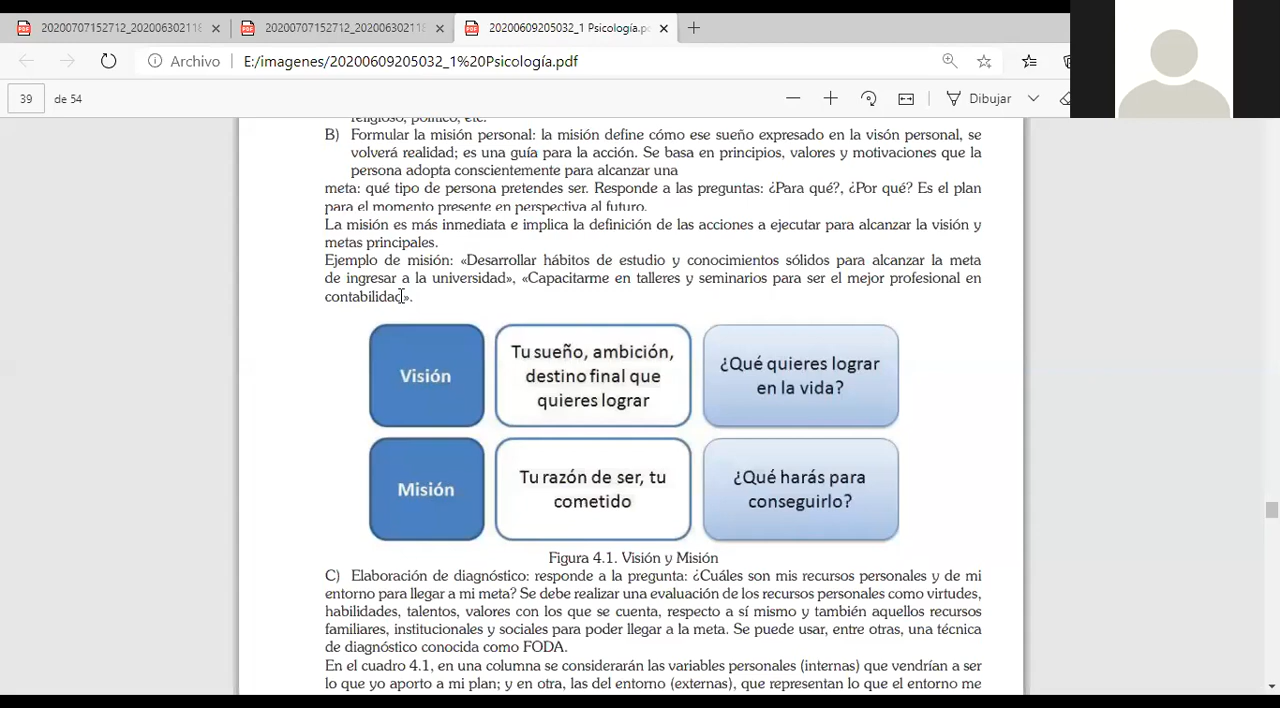 20200707152712_202006302118
20200707152712_202006302118
20200609205032_1 Psicología.p
Archivo
E:/imagenes/20200609205032_1%20Psicología.pdf
39
de 54
Dibujar
religioso, político, etc.
B) Formular la misión personal: la misión define cómo ese sueño expresado en la visón personal, se
volverá realidad; es una guía para la acción. Se basa en principios, valores y motivaciones que la
persona adopta conscientemente para alcanzar una
meta: qué tipo de persona pretendes ser. Responde a las preguntas: ¿Para qué?, ¿Por qué? Es el plan
para el momento presente en perspectiva al futuro.
La misión es más inmediata e implica la definición de las acciones a ejecutar para alcanzar la visión y
metas principales.
Ejemplo de misión: «Desarrollar hábitos de estudio y conocimientos sólidos para alcanzar la meta
de ingresar a la universidad», «Capacitarme en talleres y seminarios para ser el mejor profesional en
contabilidad».
Visión
Tu sueño, ambición,
destino final que
quieres lograr
¿Qué quieres lograr
en la vida?
Misión
Tu razón de ser, tu
cometido
¿Qué harás para
conseguirlo?
Figura 4.1. Visión y Misión
C) Elaboración de diagnóstico: responde a la pregunta: ¿Cuáles son mis recursos personales y de mi
entorno para llegar a mi meta? Se debe realizar una evaluación de los recursos personales como virtudes,
habilidades, talentos, valores con los que se cuenta, respecto a sí mismo y también aquellos recursos
familiares, institucionales y sociales para poder llegar a la meta. Se puede usar, entre otras, una técnica
de diagnóstico conocida como FODA.
En el cuadro 4.1, en una columna se considerarán las variables personales (internas) que vendrían a ser
lo que yo aporto a mi plan; y en otra, las del entorno (externas), que representan lo que el entorno me